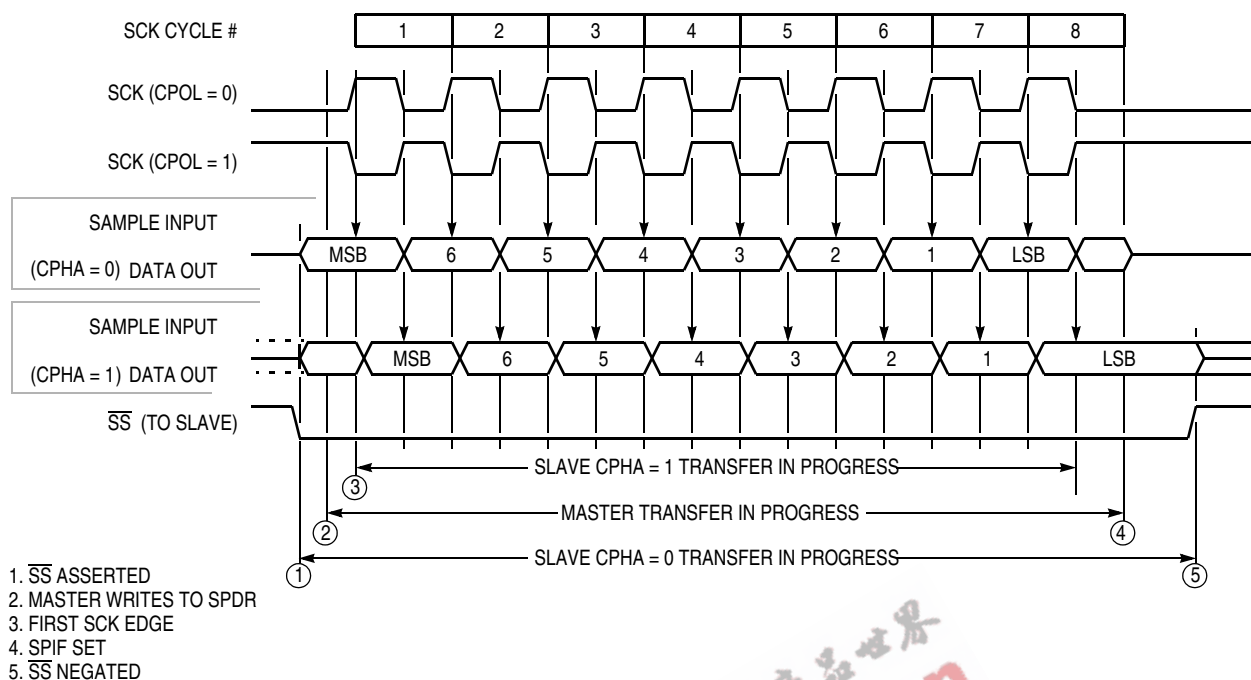 SCK CYCLE #
1 2 3 4 5 6 7 8
SCK (CPOL = 0)
SCK (CPOL = 1)
SAMPLE INPUT
(CPHA = 0) DATA OUT
MSB 6 5 4 3 2 1 LSB
SAMPLE INPUT
(CPHA = 1) DATA OUT
MSB 6 5 4 3 2 1 LSB
SS (TO SLAVE)
SLAVE CPHA = 1 TRANSFER IN PROGRESS
3
MASTER TRANSFER IN PROGRESS
2 4
SLAVE CPHA = 0 TRANSFER IN PROGRESS
1 5
1. SS ASSERTED
2. MASTER WRITES TO SPDR
3. FIRST SCK EDGE
4. SPIF SET
5. SS NEGATED